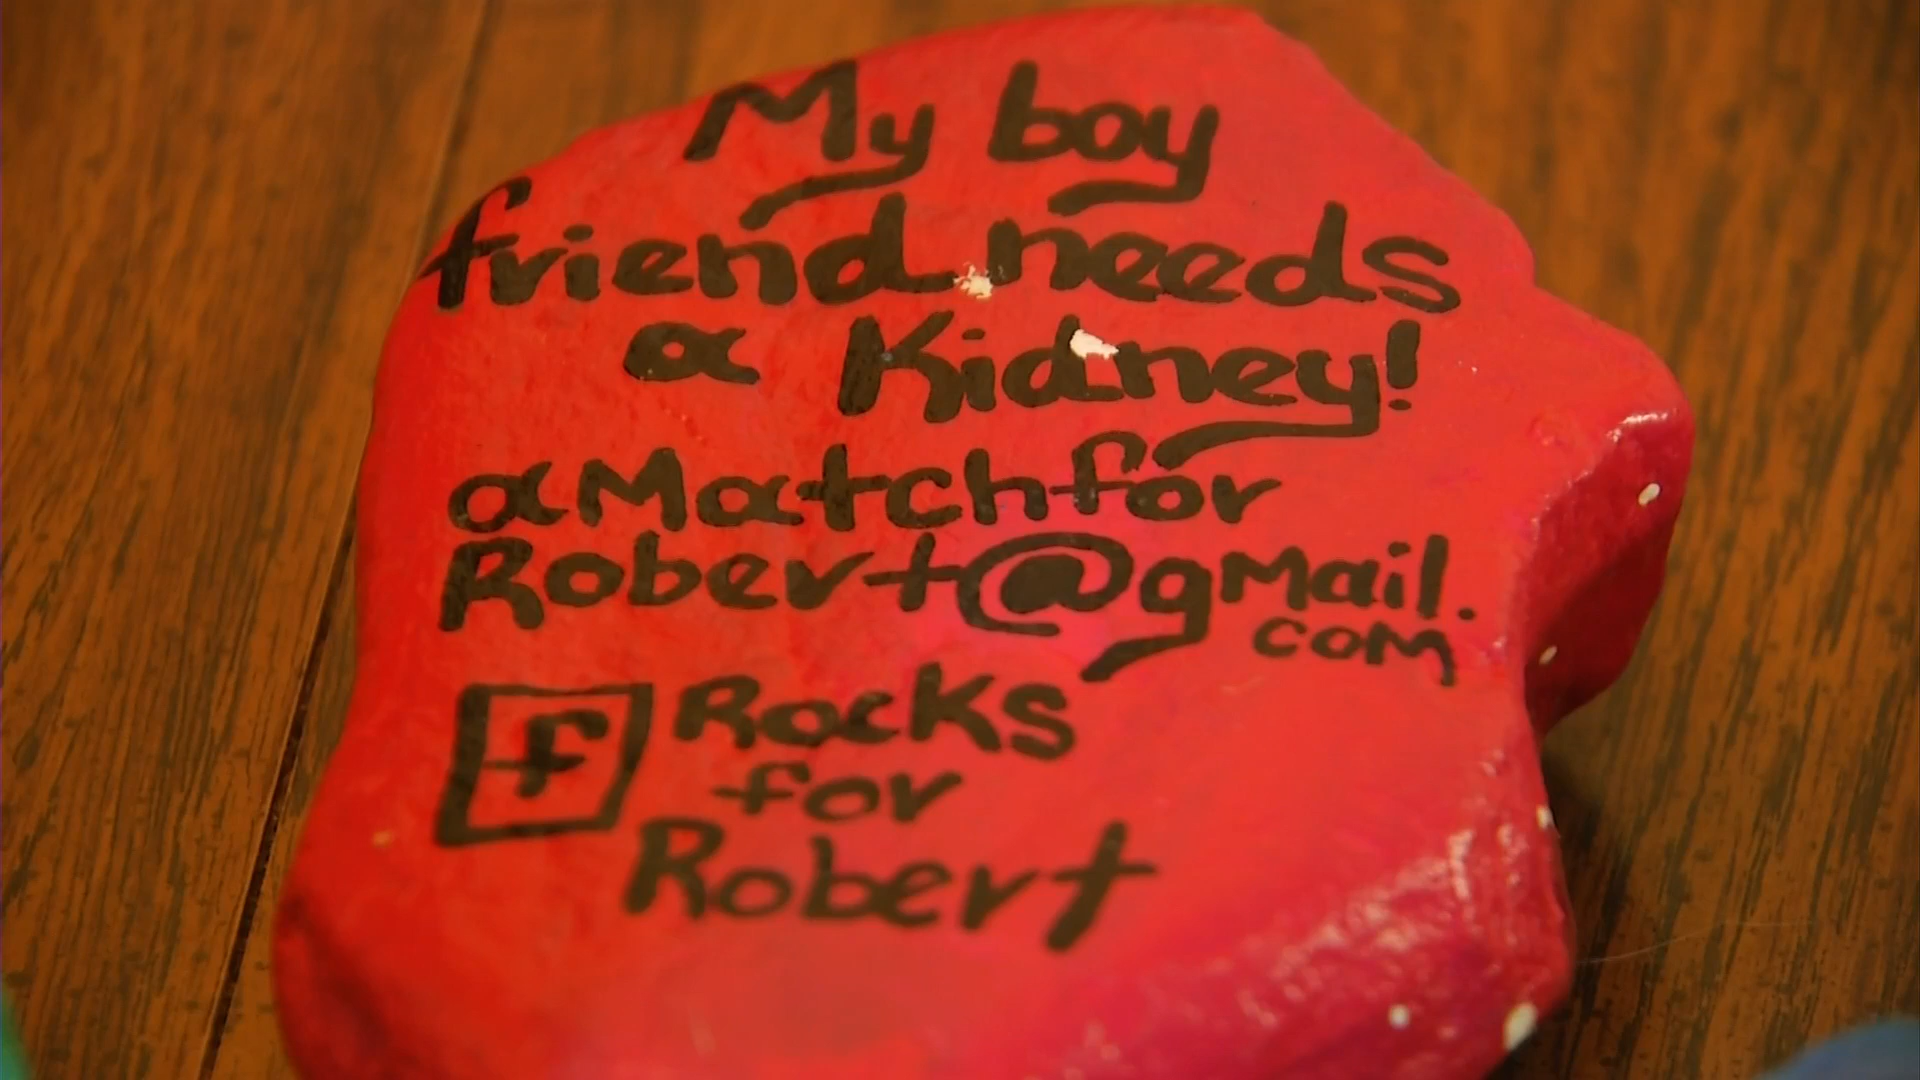 My boy
friend needs
a Kidney!
aMatchfor
Robert@gMail.
com
f Rocks
for
Robert